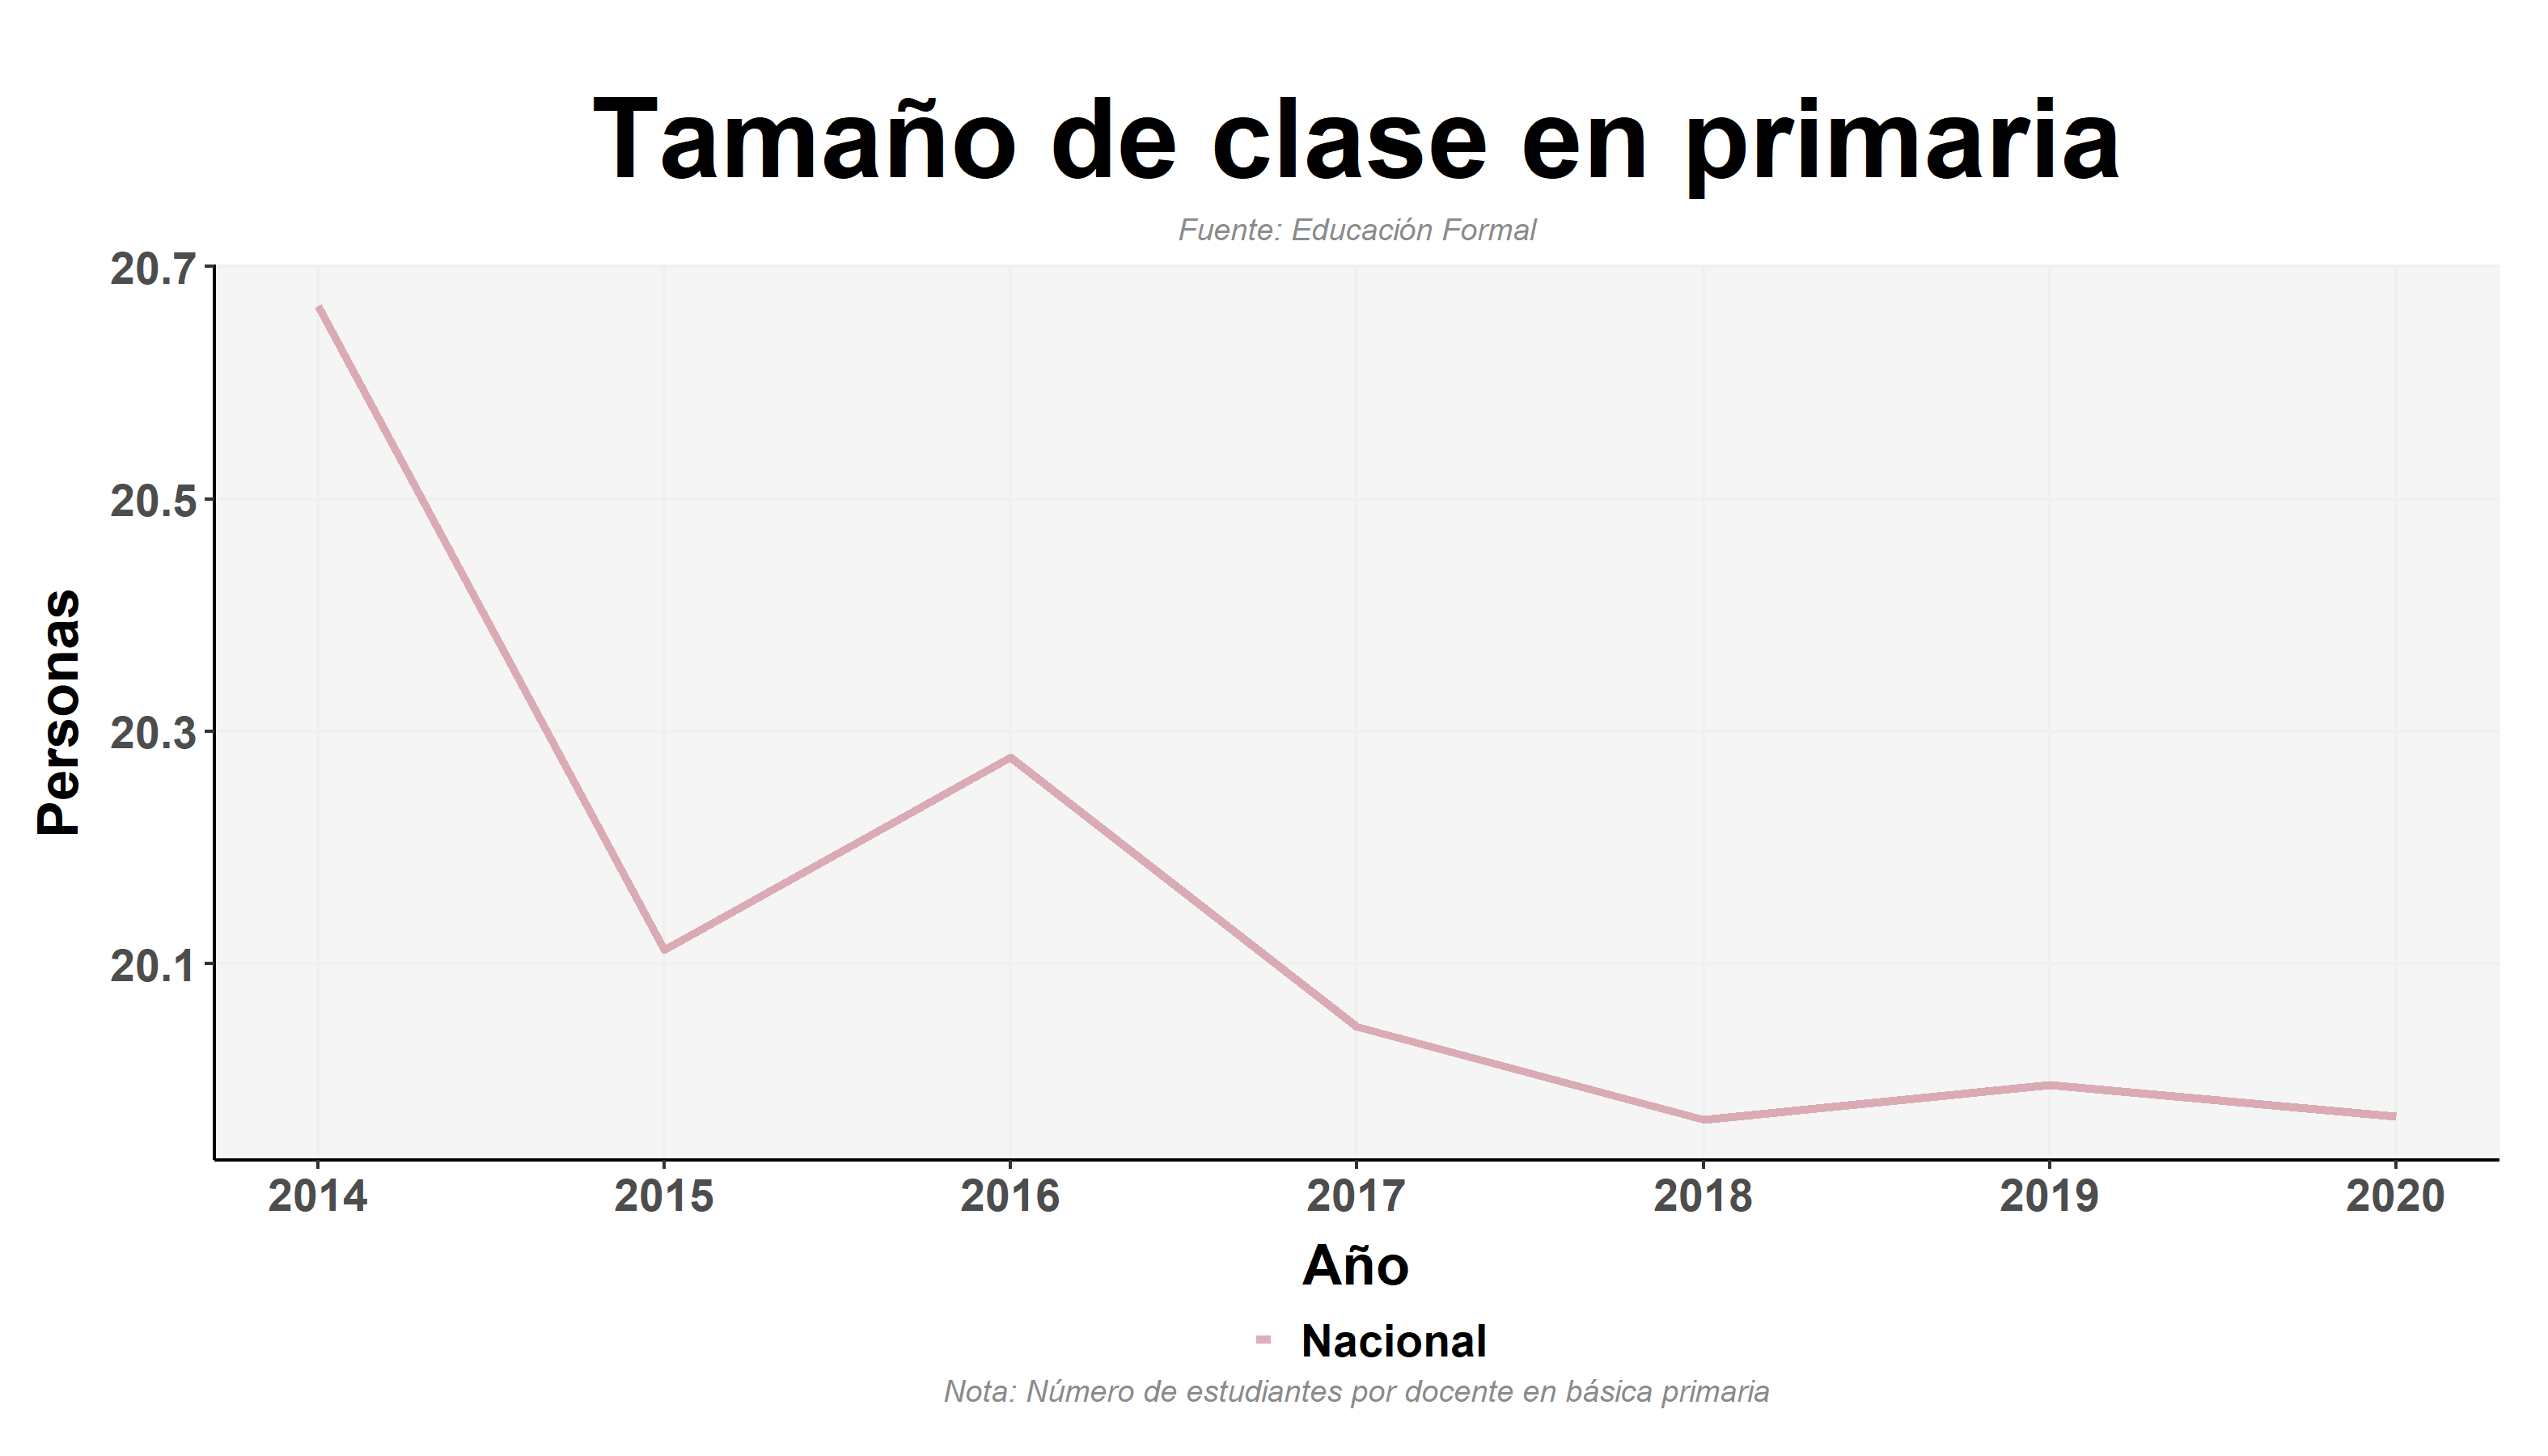 Tamaño de clase en primaria
Fuente: Educación Formal
20.7
20.5
20.3
20.1
Personas
2014 2015 2016 2017 2018 2019 2020
Año
Nacional
Nota: Número de estudiantes por docente en básica primaria